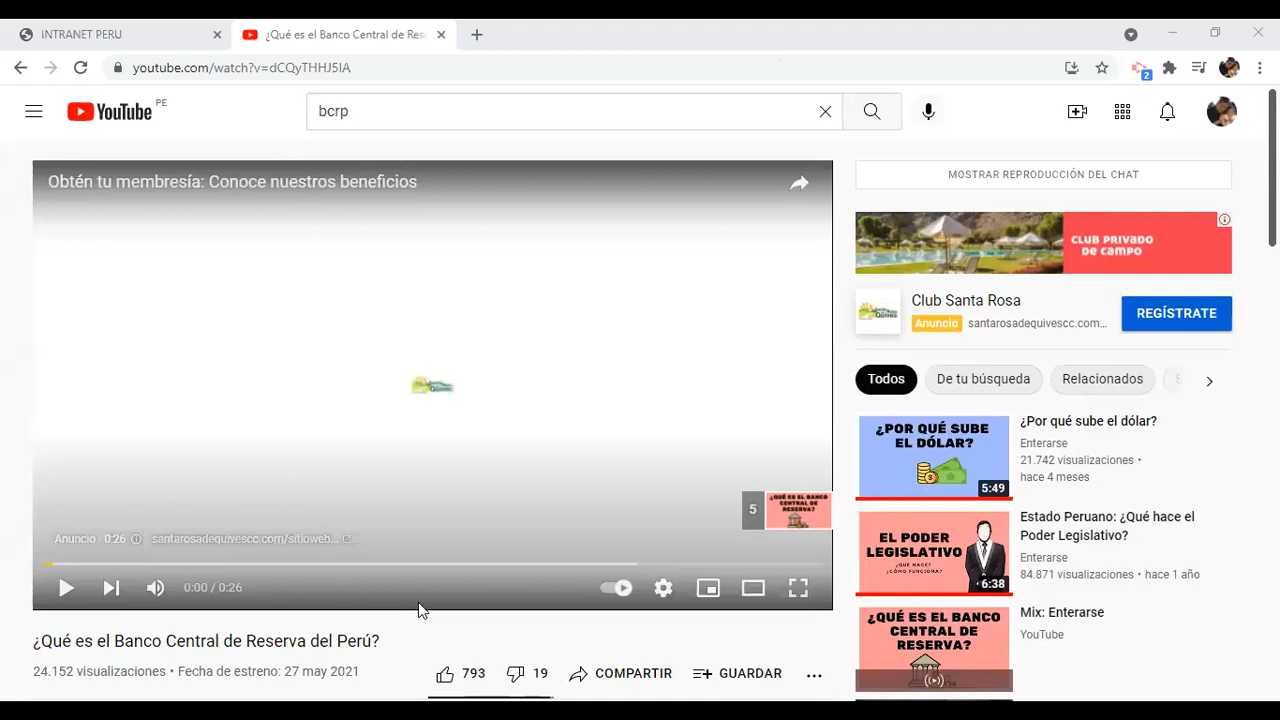 INTRANET PERU
¿Qué es el Banco Central de Res
youtube.com/watch?v=dCQyTHHJ5IA
2
YouTube PE
bcrp
Obtén tu membresía: Conoce nuestros beneficios
5
¿QUÉ ES EL BANCO
CENTRAL DE
RESERVA?
Anuncio · 0:26 santarosadequivescc.com/sitioweb...
0:00 / 0:26
¿Qué es el Banco Central de Reserva del Perú?
24.152 visualizaciones • Fecha de estreno: 27 may 2021
793
19
COMPARTIR
GUARDAR
MOSTRAR REPRODUCCIÓN DEL CHAT
CLUB PRIVADO
DE CAMPO
Club Santa Rosa
Anuncio santarosadequivescc.com...
REGÍSTRATE
Todos
De tu búsqueda
Relacionados
¿POR QUÉ SUBE
EL DÓLAR?
5:49
¿Por qué sube el dólar?
Enterarse
21.742 visualizaciones •
hace 4 meses
EL PODER
LEGISLATIVO
¿QUÉ HACE?
¿CÓMO FUNCIONA?
6:38
Estado Peruano: ¿Qué hace el
Poder Legislativo?
Enterarse
84.871 visualizaciones • hace 1 año
¿QUÉ ES EL BANCO
CENTRAL DE
RESERVA?
Mix: Enterarse
YouTube